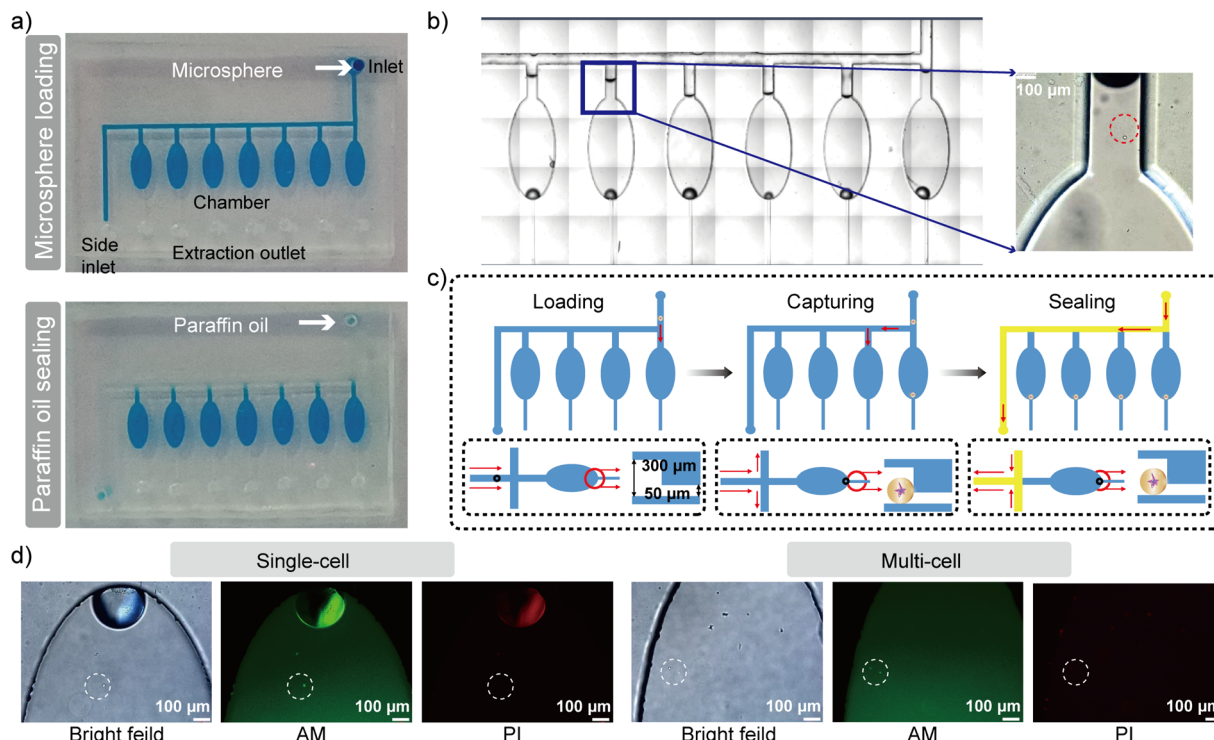 a)
Microsphere loading
Microsphere
Inlet
Chamber
Side
inlet
Extraction outlet
Paraffin oil sealing
Paraffin oil
b)
100 µm
c)
Loading
Capturing
Sealing
300 µm
50 µm
d)
Single-cell
Multi-cell
100 µm
100 µm
100 µm
100 µm
100 µm
100 µm
Bright feild
AM
PI
Bright feild
AM
PI